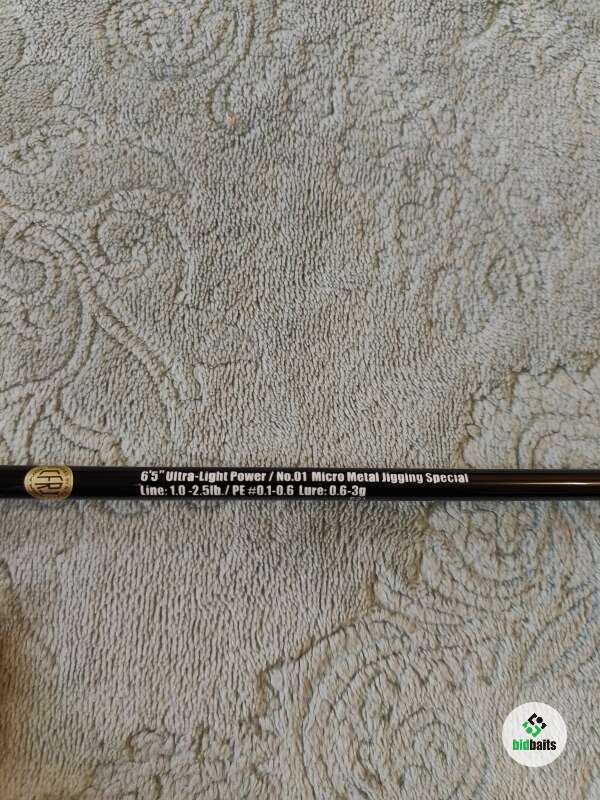 6'5" Ultra-Light Power / No.01 Micro Metal Jigging Special
Line: 1.0 -2.5lb./ PE #0.1-0.6 Lure: 0.6-3g
bidbaits